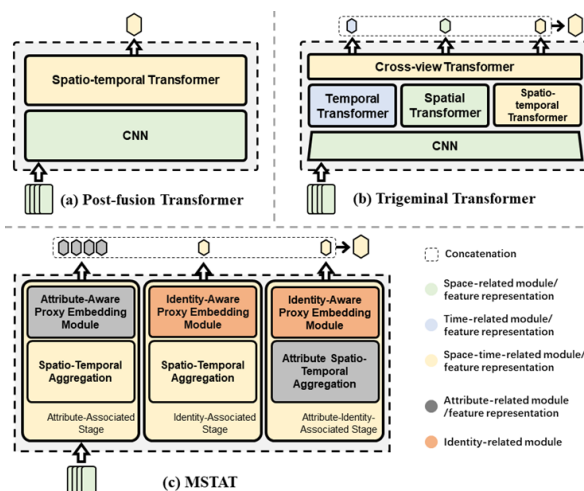 Spatio-temporal Transformer
CNN
(a) Post-fusion Transformer
Cross-view Transformer
Temporal
Transformer
Spatial
Transformer
Spatio-
temporal
Transformer
CNN
(b) Trigeminal Transformer
Attribute-Aware
Proxy Embedding
Module
Spatio-Temporal
Aggregation
Attribute-Associated
Stage
Identity-Aware
Proxy Embedding
Module
Spatio-Temporal
Aggregation
Identity-Associated
Stage
Identity-Aware
Proxy Embedding
Module
Attribute Spatio-
Temporal
Aggregation
Attribute-Identity-
Associated Stage
(c) MSTAT
Concatenation
Space-related module/
feature representation
Time-related module/
feature representation
Space-time-related module/
feature representation
Attribute-related module
/feature representation
Identity-related module